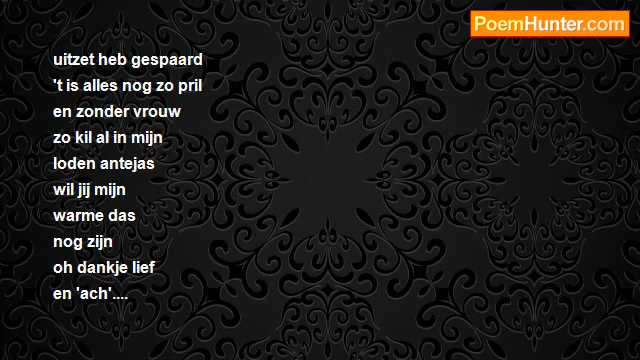 PoemHunter.com
uitzet heb gespaard
't is alles nog zo pril
en zonder vrouw
zo kil al in mijn
loden antejas
wil jij mijn
warme das
nog zijn
oh dankje lief
en 'ach'....